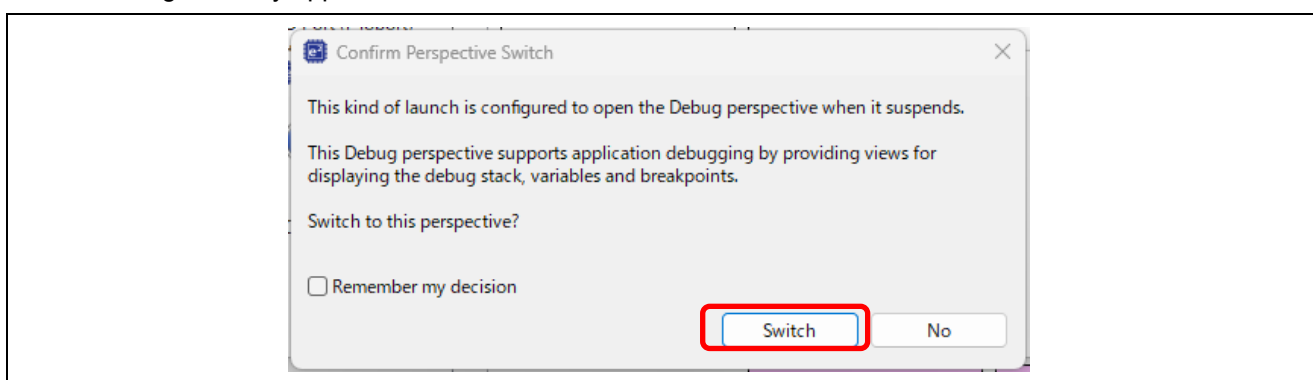 Confirm Perspective Switch
This kind of launch is configured to open the Debug perspective when it suspends.
This Debug perspective supports application debugging by providing views for
displaying the debug stack, variables and breakpoints.
Switch to this perspective?
Remember my decision
Switch No